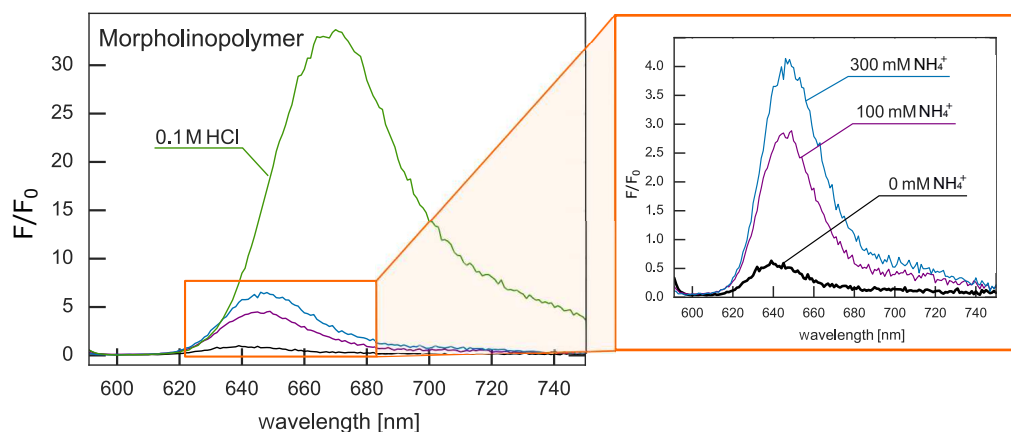 Morpholinopolymer
0.1 M HCl
F/F₀
30
25
20
15
10
5
0
600 620 640 660 680 700 720 740
wavelength [nm]
300 mM NH₄⁺
100 mM NH₄⁺
0 mM NH₄⁺
F/F₀
4.0
3.5
3.0
2.5
2.0
1.5
1.0
0.5
0.0
600 620 640 660 680 700 720 740
wavelength [nm]